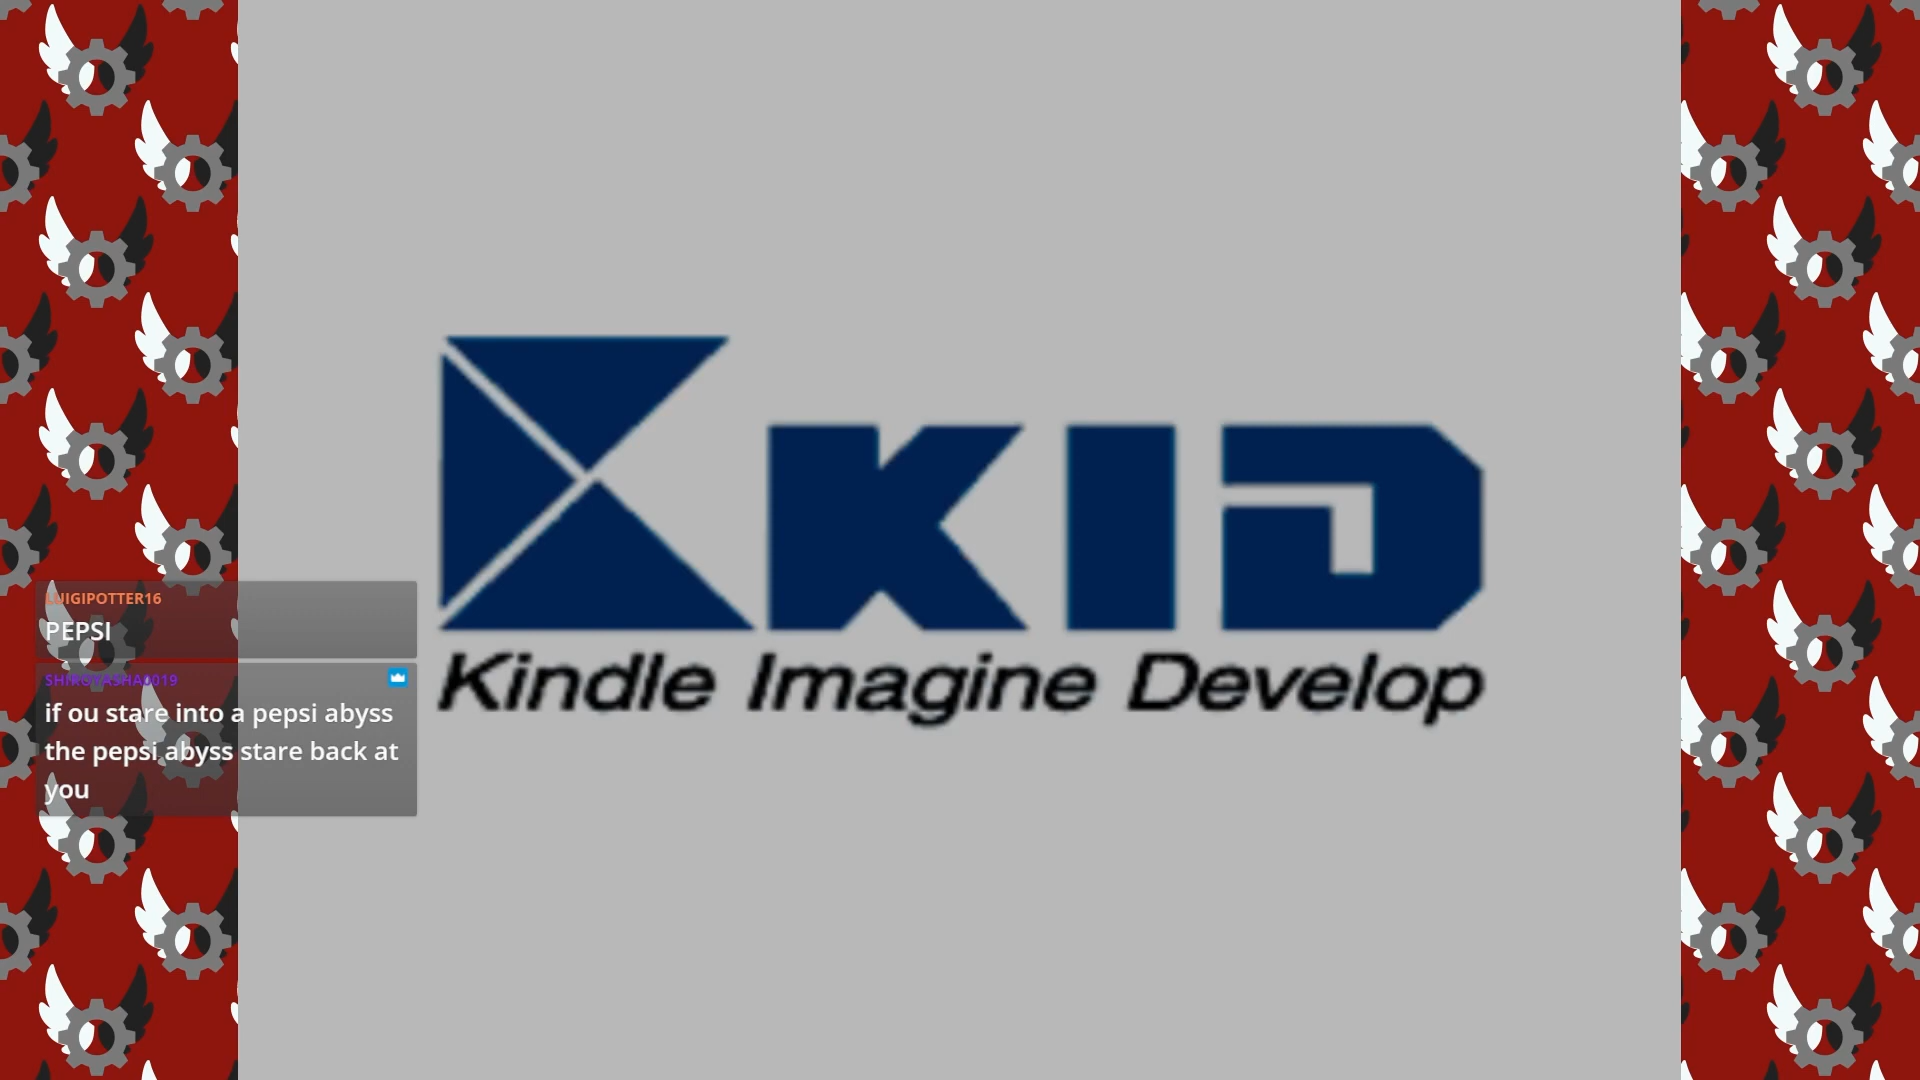 KID
Kindle Imagine Develop
LUIGIPOTTER16
PEPSI
SHIROYASHA0019
if ou stare into a pepsi abyss
the pepsi abyss stare back at
you